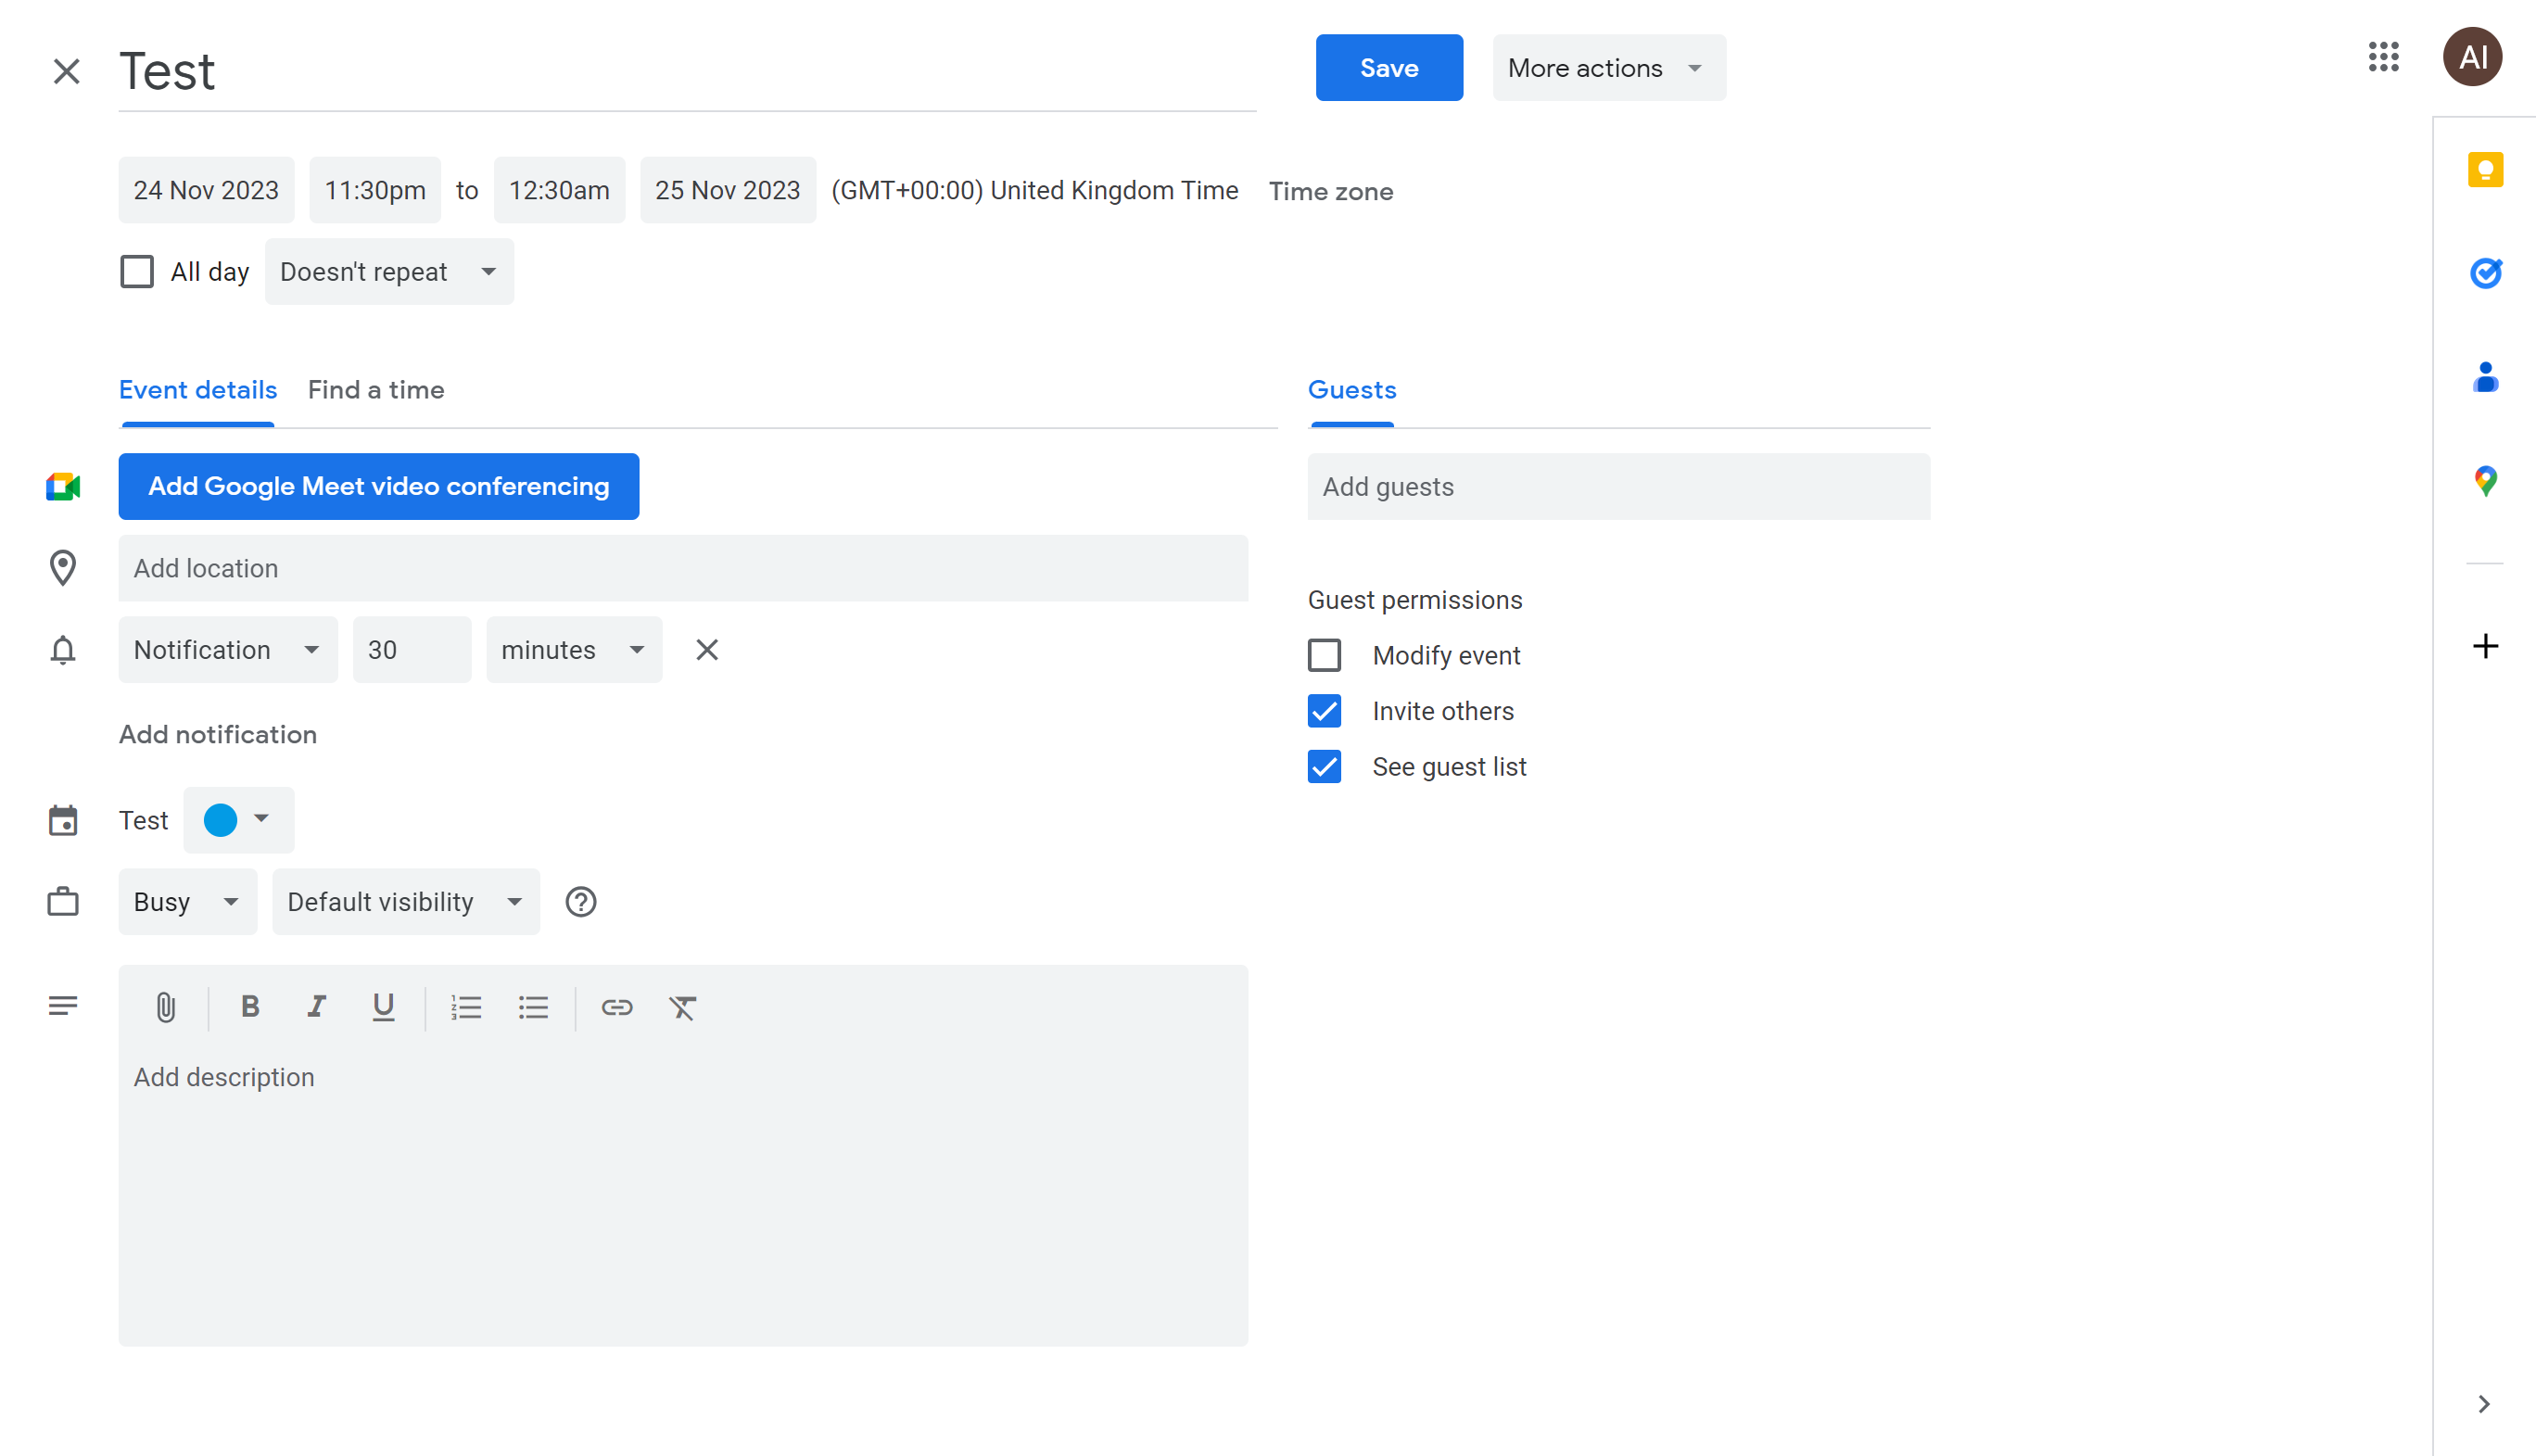 Test
Save
More actions
AI
24 Nov 2023 11:30pm to 12:30am 25 Nov 2023 (GMT+00:00) United Kingdom Time Time zone
All day Doesn't repeat
Event details Find a time
Guests
Add Google Meet video conferencing
Add guests
Add location
Guest permissions
Notification 30 minutes
Modify event
Invite others
Add notification
See guest list
Test
Busy Default visibility
B I U
Add description